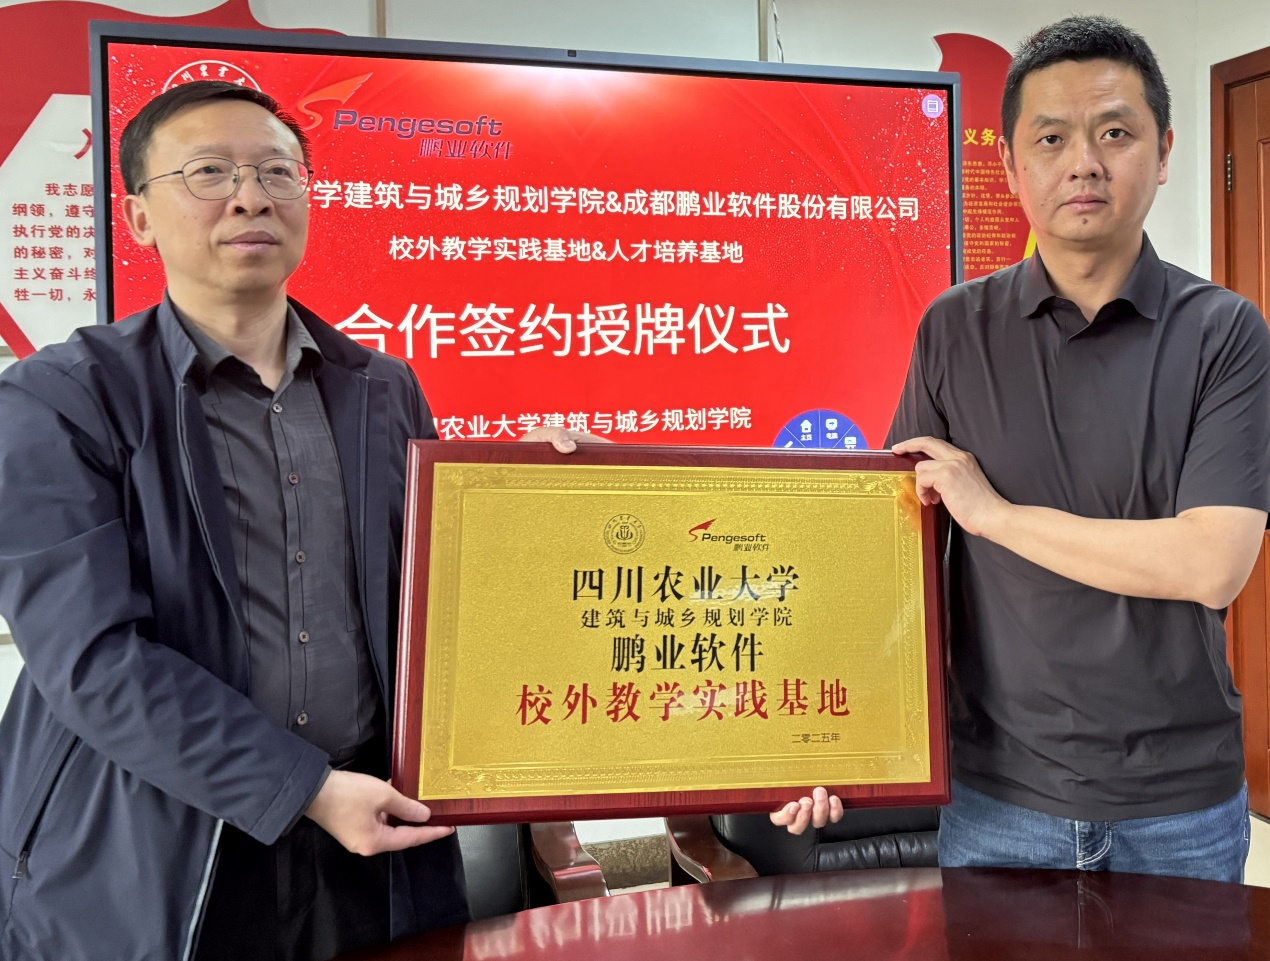 我志愿
纲领，遵守
执行党的决
的秘密，对
主义奋斗终
牲一切，永
Pengesoft
鹏业软件
学建筑与城乡规划学院&成都鹏业软件股份有限公司
校外教学实践基地&人才培养基地
合作签约授牌仪式
农业大学建筑与城乡规划学院
主页
电脑
义务
Pengesoft
鹏业软件
四川农业大学
建筑与城乡规划学院
鹏业软件
校外教学实践基地
二零二五年